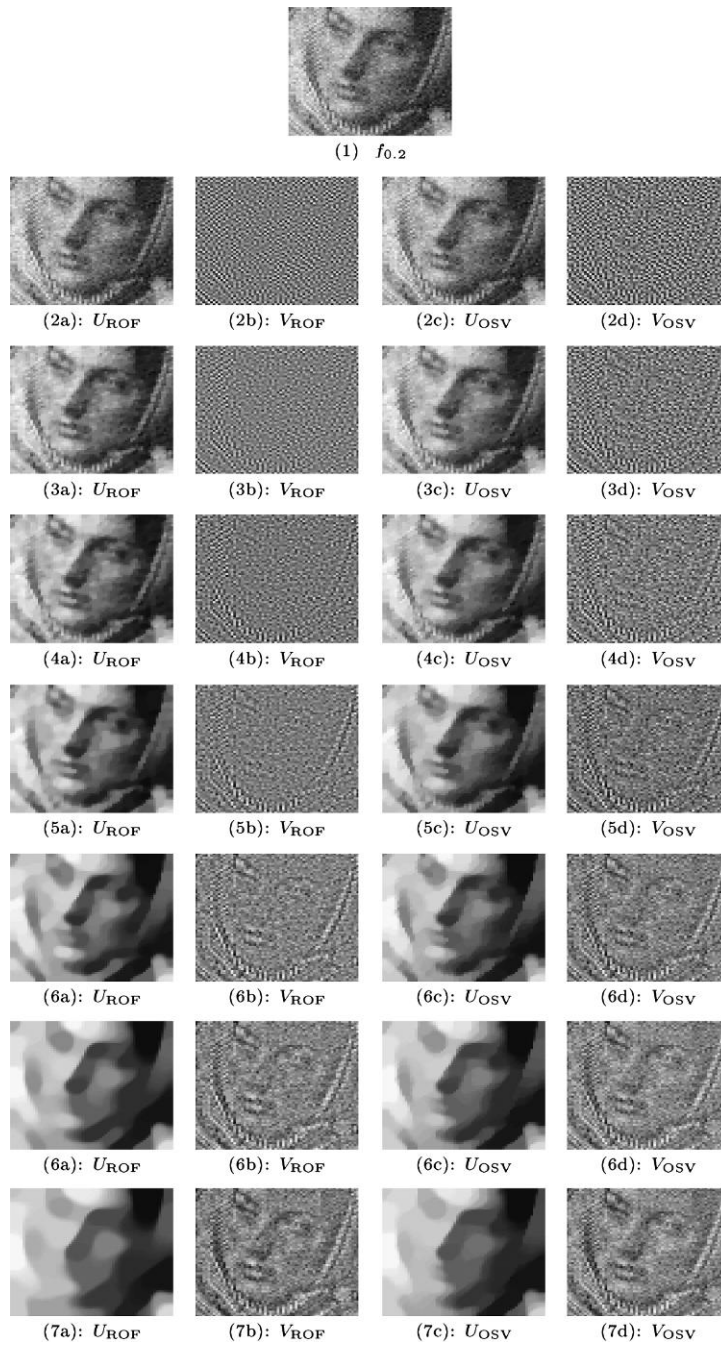 (1) f0.2
(2a): UROF (2b): VROF (2c): UOSV (2d): VOSV
(3a): UROF (3b): VROF (3c): UOSV (3d): VOSV
(4a): UROF (4b): VROF (4c): UOSV (4d): VOSV
(5a): UROF (5b): VROF (5c): UOSV (5d): VOSV
(6a): UROF (6b): VROF (6c): UOSV (6d): VOSV
(6a): UROF (6b): VROF (6c): UOSV (6d): VOSV
(7a): UROF (7b): VROF (7c): UOSV (7d): VOSV